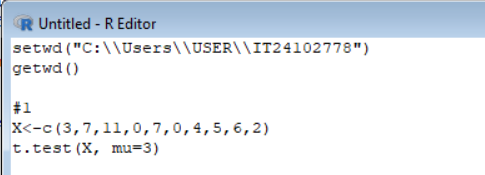 Untitled - R Editor
setwd("C:\\Users\\USER\\IT24102778")
getwd()
#1
X<-c(3,7,11,0,7,0,4,5,6,2)
t.test(X, mu=3)